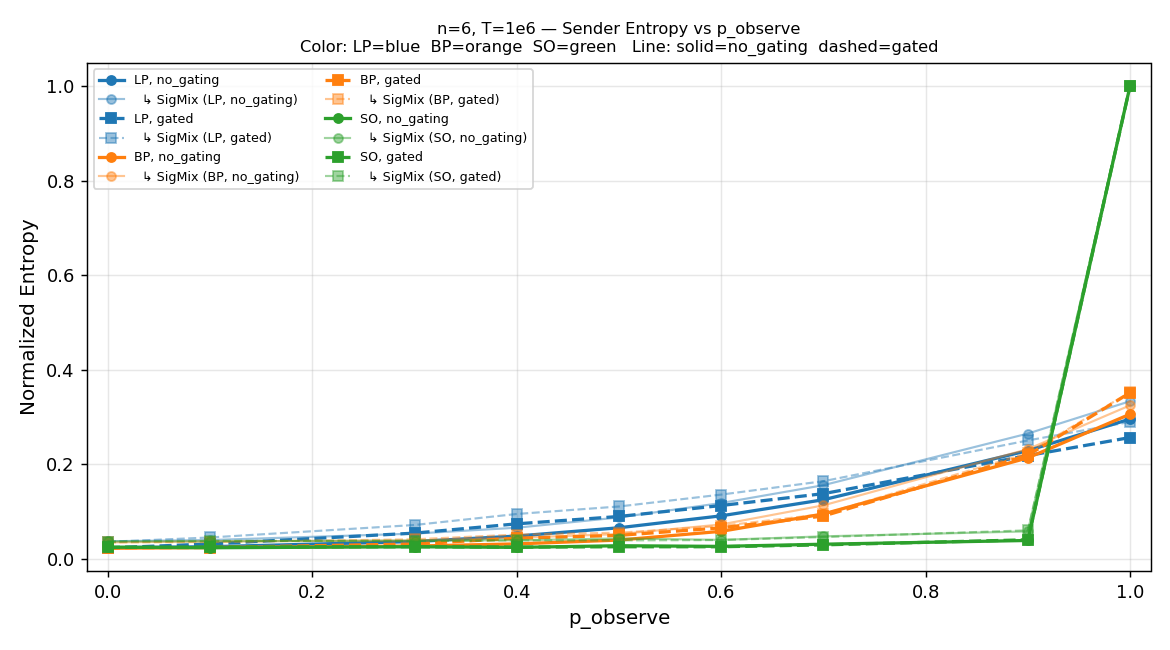 n=6, T=1e6 — Sender Entropy vs p_observe
Color: LP=blue  BP=orange  SO=green   Line: solid=no_gating  dashed=gated
LP, no_gating
↳ SigMix (LP, no_gating)
LP, gated
↳ SigMix (LP, gated)
BP, no_gating
↳ SigMix (BP, no_gating)
BP, gated
↳ SigMix (BP, gated)
SO, no_gating
↳ SigMix (SO, no_gating)
SO, gated
↳ SigMix (SO, gated)
Normalized Entropy
1.0
0.8
0.6
0.4
0.2
0.0
0.0 0.2 0.4 0.6 0.8 1.0
p_observe